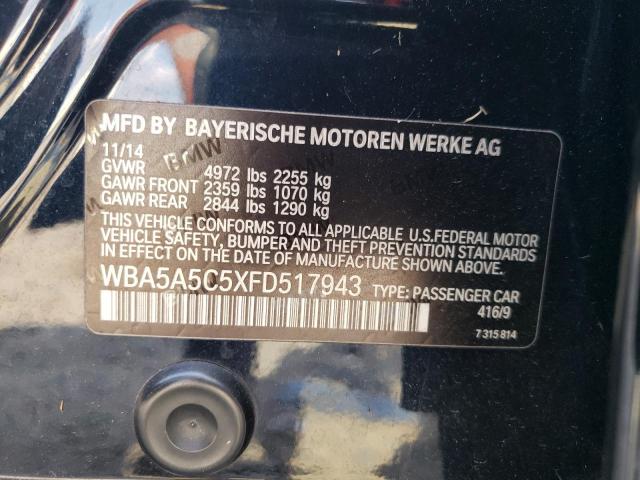 MFD BY BAYERISCHE MOTOREN WERKE AG
11/14
GVWR 4972 lbs 2255 kg
GAWR FRONT 2359 lbs 1070 kg
GAWR REAR 2844 lbs 1290 kg
THIS VEHICLE CONFORMS TO ALL APPLICABLE U.S.FEDERAL MOTOR
VEHICLE SAFETY, BUMPER AND THEFT PREVENTION STANDARDS
IN EFFECT ON THE DATE OF MANUFACTURE SHOWN ABOVE.
WBA5A5C5XFD517943 TYPE: PASSENGER CAR
416/9
7 315 814